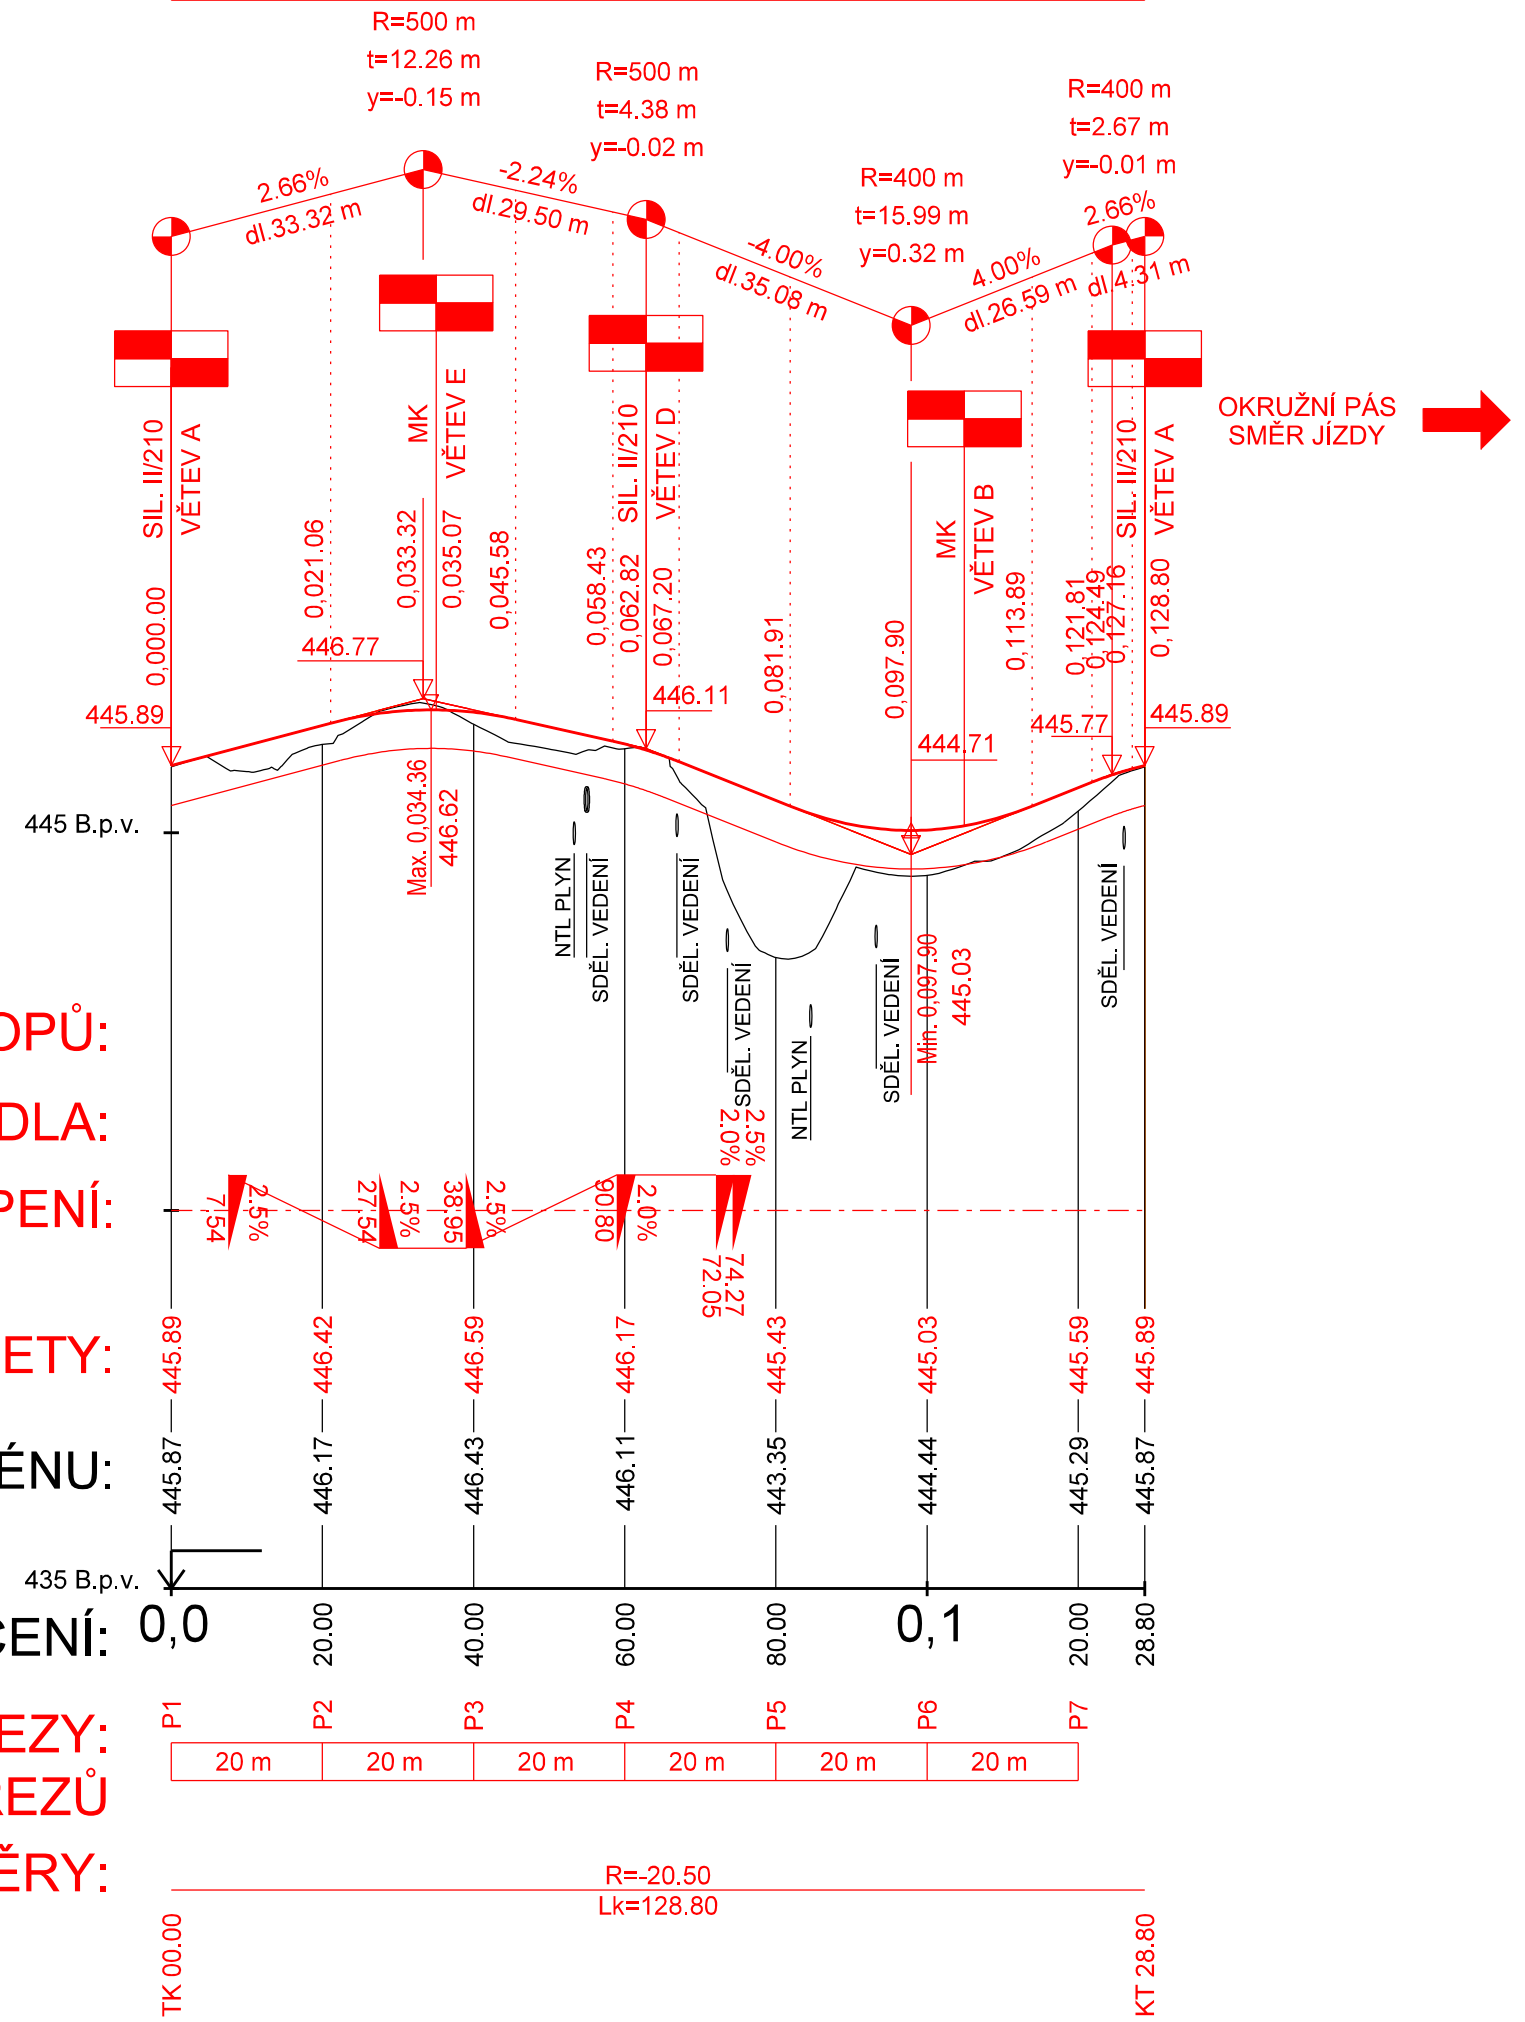 R=500 m
t=12.26 m
y=-0.15 m
R=500 m
t=4.38 m
y=-0.02 m
R=400 m
t=15.99 m
y=0.32 m
R=400 m
t=2.67 m
y=-0.01 m
2.66%
dl.33.32 m
-2.24%
dl.29.50 m
-4.00%
dl.35.08 m
4.00%
dl.26.59 m
2.66%
dl.4.31 m
OKRUŽNÍ PÁS
SMĚR JÍZDY
SIL. II/210
VĚTEV A
MK
VĚTEV E
SIL. II/210
VĚTEV D
MK
VĚTEV B
SIL. II/210
VĚTEV A
0,000.00
0,021.06
0,033.32
0,035.07
0,045.58
0,058.43
0,062.82
0,067.20
0,081.91
0,097.90
0,113.89
0,121.81
0,124.49
0,127.16
0,128.80
445.89
446.77
446.11
444.71
445.77
445.89
Max. 0,034.36
446.62
Min. 0,097.90
445.03
445 B.p.v.
NTL PLYN
SDĚL. VEDENÍ
SDĚL. VEDENÍ
SDĚL. VEDENÍ
NTL PLYN
SDĚL. VEDENÍ
SDĚL. VEDENÍ
OPŮ:
DLA:
PENÍ:
7.54
2.5%
27.54
2.5%
38.95
2.5%
90.80
2.0%
2.0%
2.5%
72.05
74.27
ETY:
445.89
446.42
446.59
446.17
445.43
445.03
445.59
445.89
ÉNU:
445.87
446.17
446.43
446.11
443.35
444.44
445.29
445.87
435 B.p.v.
ČENÍ:
0,0
20.00
40.00
60.00
80.00
0,1
20.00
28.80
EZY:
P1
P2
P3
P4
P5
P6
P7
20 m
20 m
20 m
20 m
20 m
20 m
ŘEZŮ
ĚRY:
R=-20.50
Lk=128.80
TK 00.00
KT 28.80